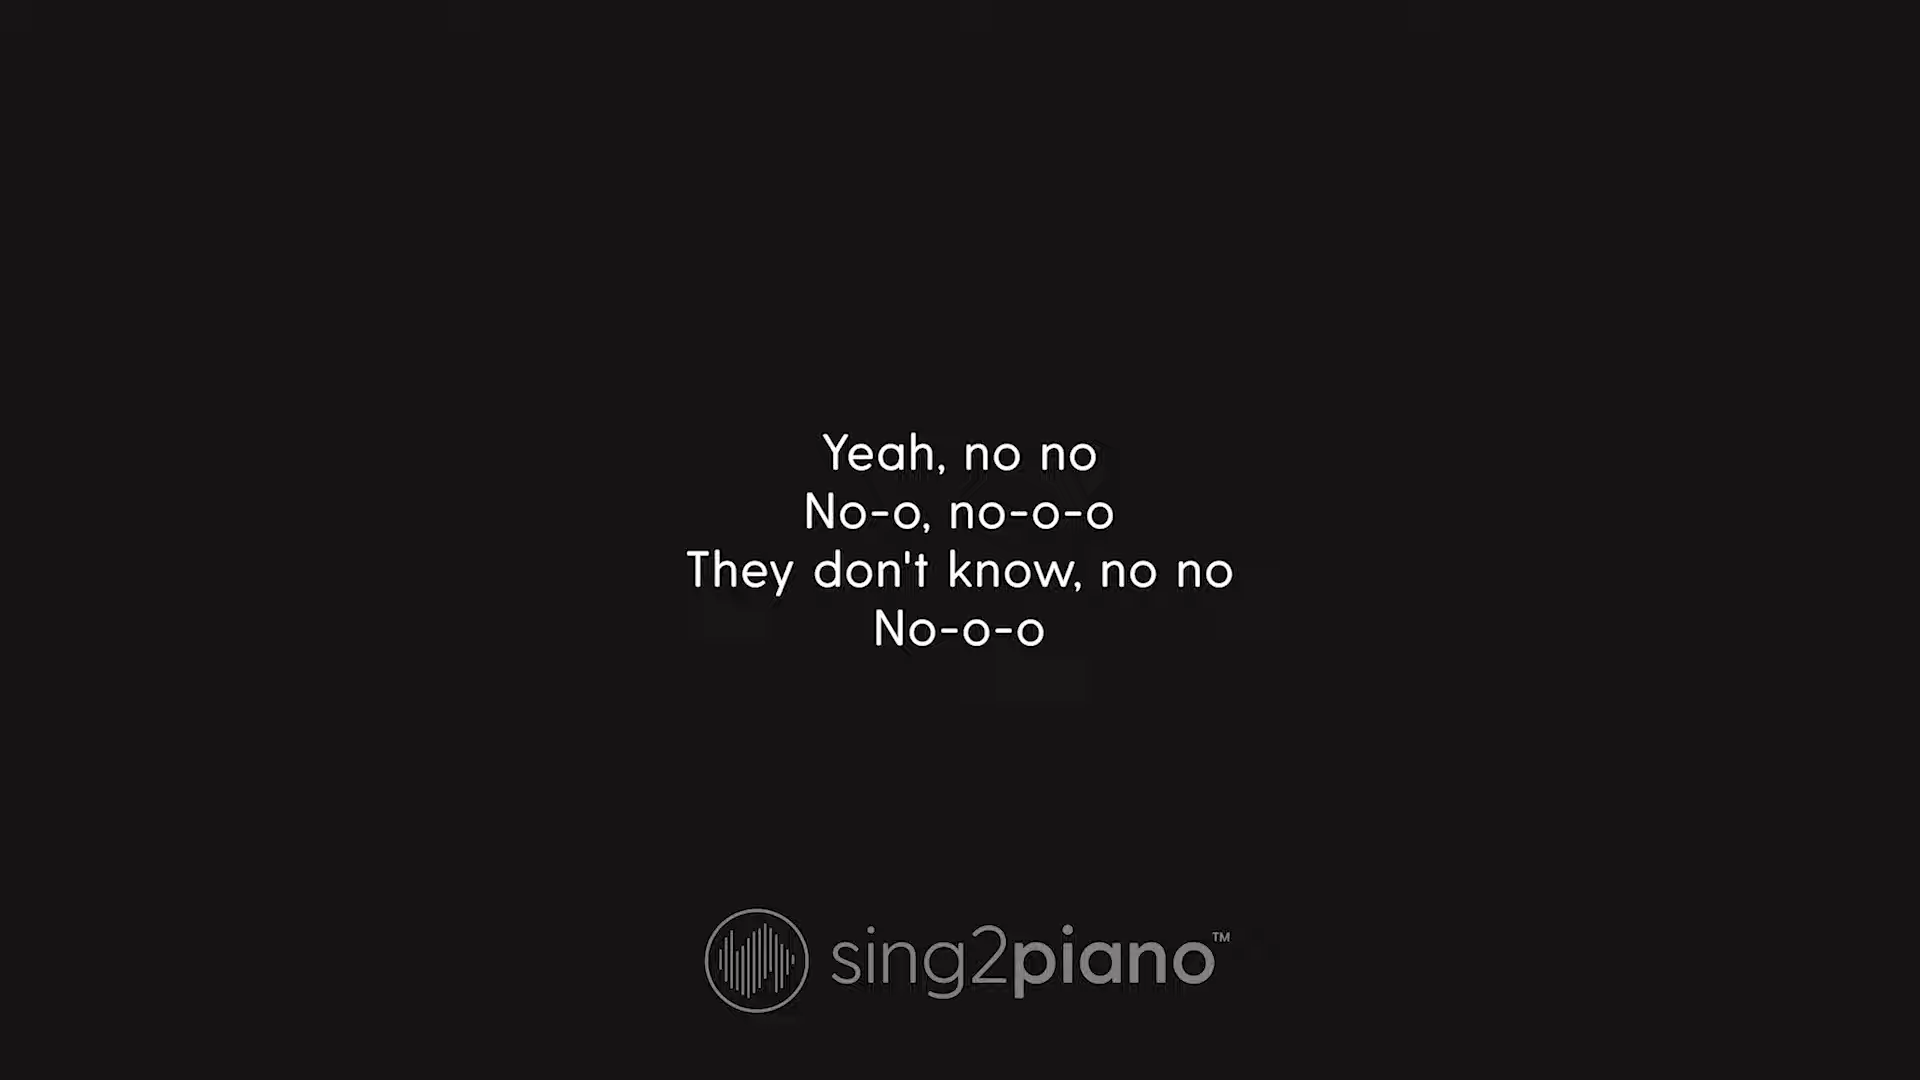 Yeah, no no
No-o, no-o-o
They don't know, no no
No-o-o
sing2piano™